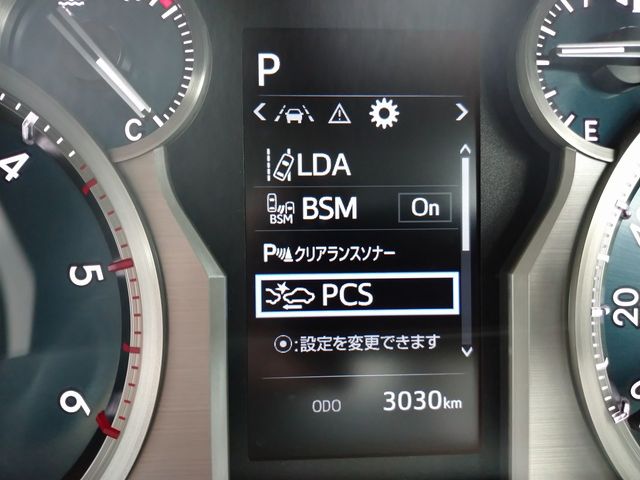 P
C
E
LDA
BSM
BSM On
Pクリアランスソナー
PCS
:設定を変更できます
ODO 3030km
4
5
6
20